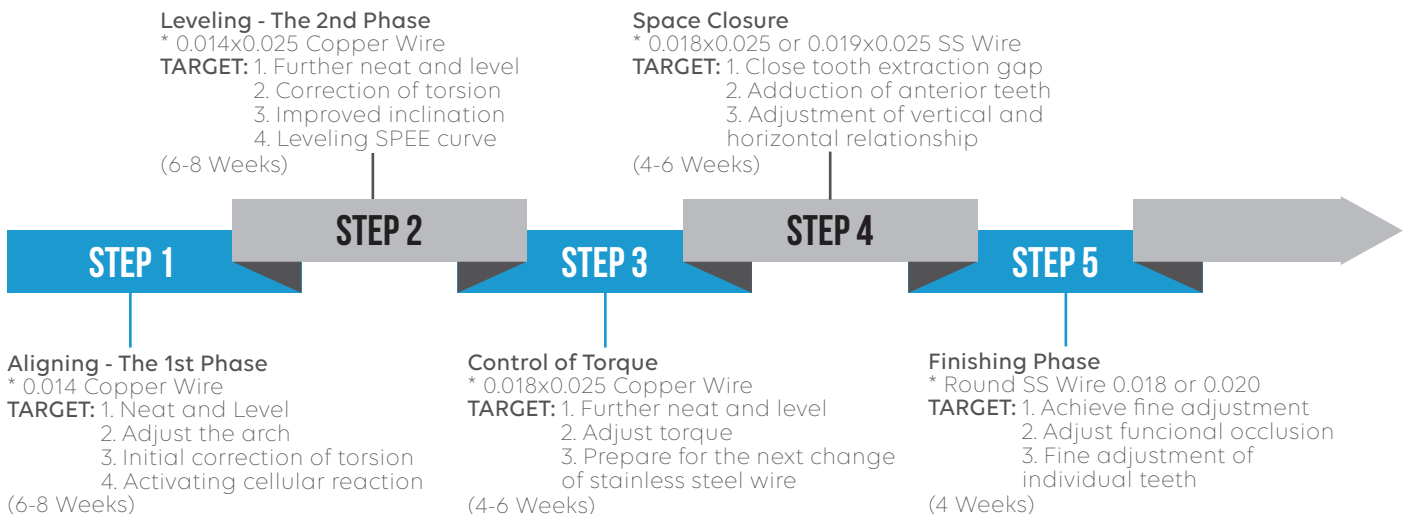 Leveling - The 2nd Phase
* 0.014x0.025 Copper Wire
TARGET: 1. Further neat and level
2. Correction of torsion
3. Improved inclination
4. Leveling SPEE curve
(6-8 Weeks)
Space Closure
* 0.018x0.025 or 0.019x0.025 SS Wire
TARGET: 1. Close tooth extraction gap
2. Adduction of anterior teeth
3. Adjustment of vertical and
horizontal relationship
(4-6 Weeks)
STEP 1
STEP 2
STEP 3
STEP 4
STEP 5
Aligning - The 1st Phase
* 0.014 Copper Wire
TARGET: 1. Neat and Level
2. Adjust the arch
3. Initial correction of torsion
4. Activating cellular reaction
(6-8 Weeks)
Control of Torque
* 0.018x0.025 Copper Wire
TARGET: 1. Further neat and level
2. Adjust torque
3. Prepare for the next change
of stainless steel wire
(4-6 Weeks)
Finishing Phase
* Round SS Wire 0.018 or 0.020
TARGET: 1. Achieve fine adjustment
2. Adjust funcional occlusion
3. Fine adjustment of
individual teeth
(4 Weeks)